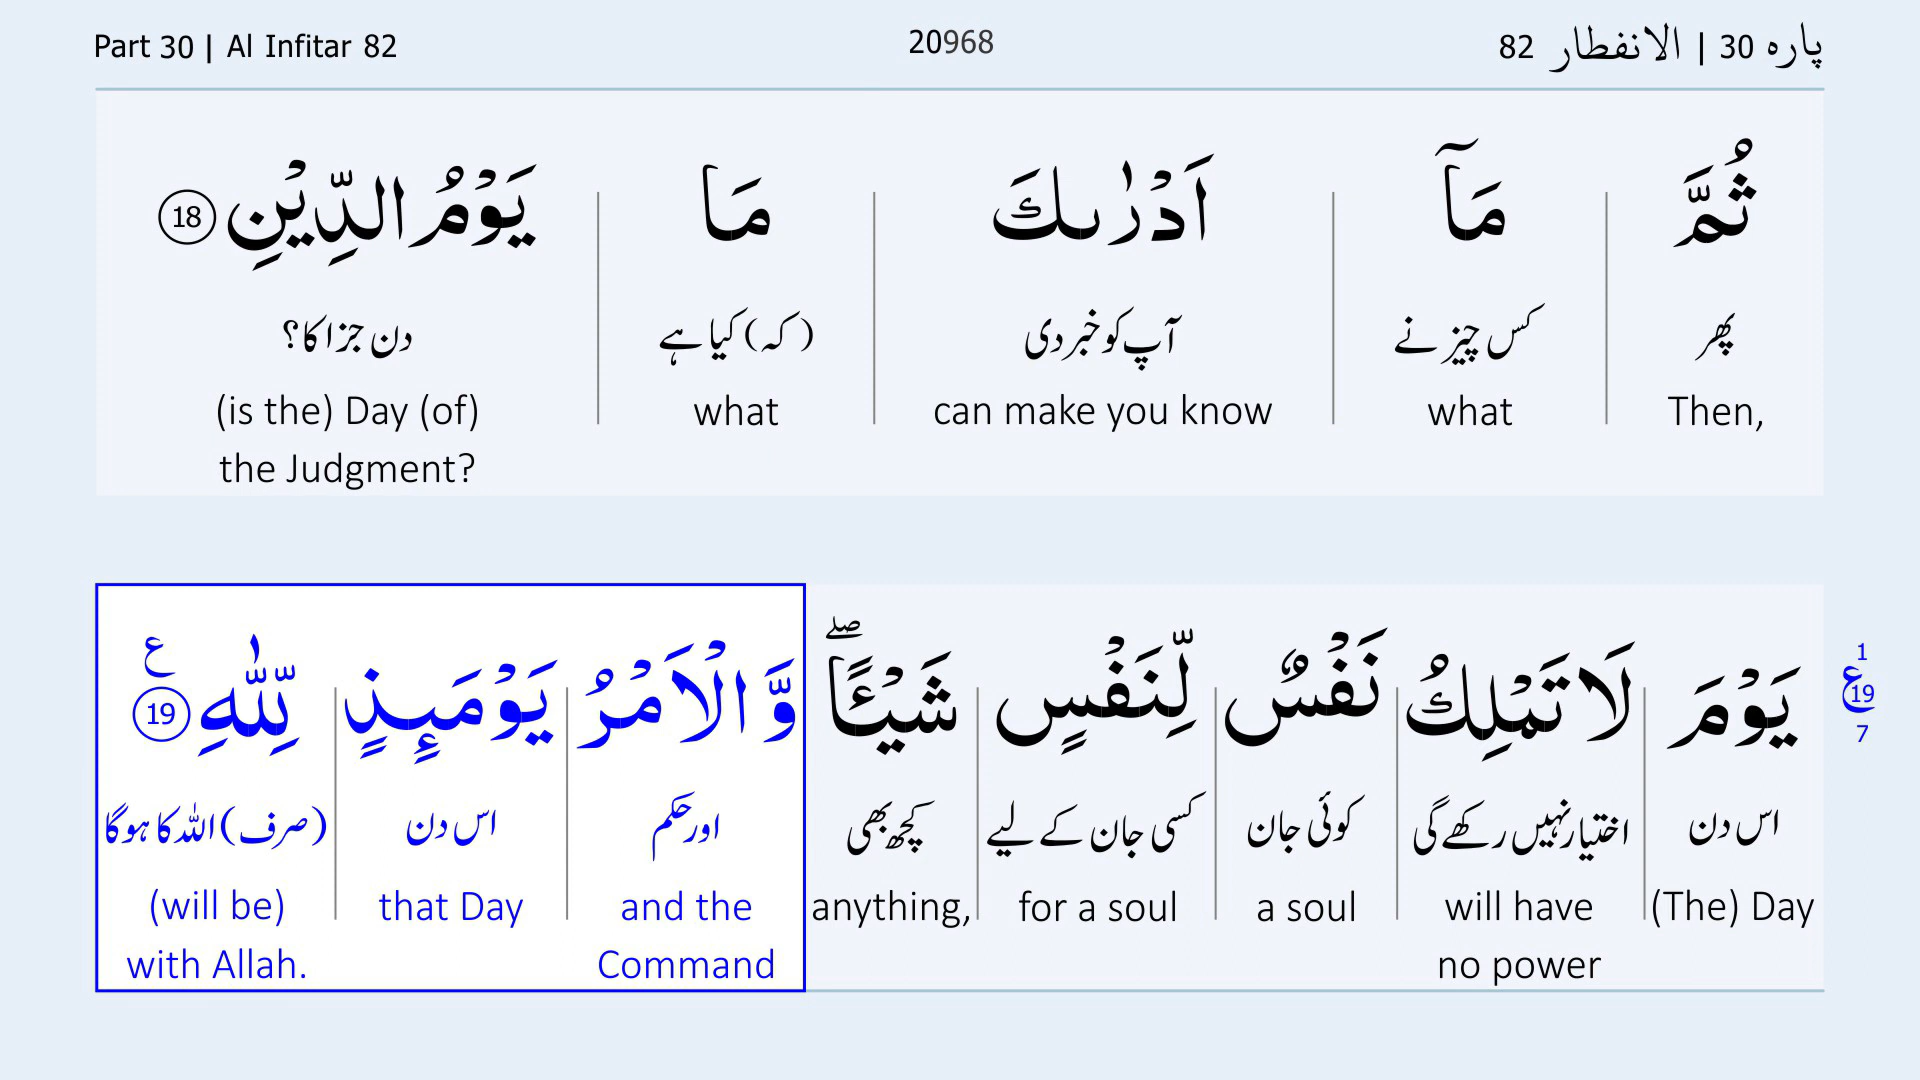 Part 30 | Al Infitar 82
20968
پارہ 30 | الانفطار 82
ثُمَّ مَآ اَدْرٰىكَ مَا يَوْمُ الدِّيْنِ 18
پھر کس چیز نے آپ کو خبر دی (کہ) کیا ہے دن جزا کا؟
Then, what can make you know what (is the) Day (of)
the Judgment?
يَوْمَ لَا تَمْلِكُ نَفْسٌ لِّنَفْسٍ شَيْـًٔا ۖ وَّالْاَمْرُ يَوْمَىِٕذٍ لِّلّٰهِ ع 19
1
ع 19
7
اس دن اختیار نہیں رکھے گی کوئی جان کسی جان کے لیے کچھ بھی اور حکم اس دن (صرف) اللہ کا ہوگا
(The) Day will have a soul for a soul anything, and the that Day (will be)
no power Command with Allah.